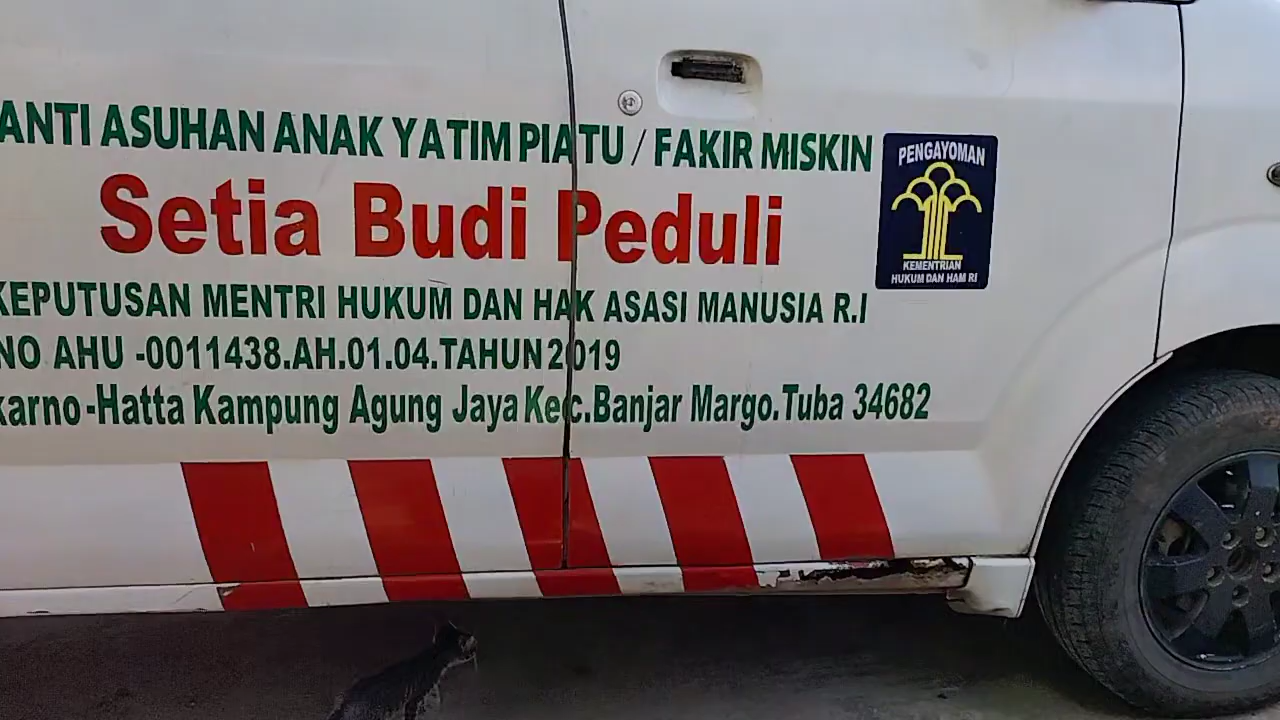 ANTI ASUHAN ANAK YATIM PIATU / FAKIR MISKIN
Setia Budi Peduli
KEPUTUSAN MENTRI HUKUM DAN HAK ASASI MANUSIA R.I
NO AHU -0011438.AH.01.04.TAHUN 2019
karno-Hatta Kampung Agung Jaya Kec.Banjar Margo.Tuba 34682
PENGAYOMAN
KEMENTRIAN
HUKUM DAN HAM RI